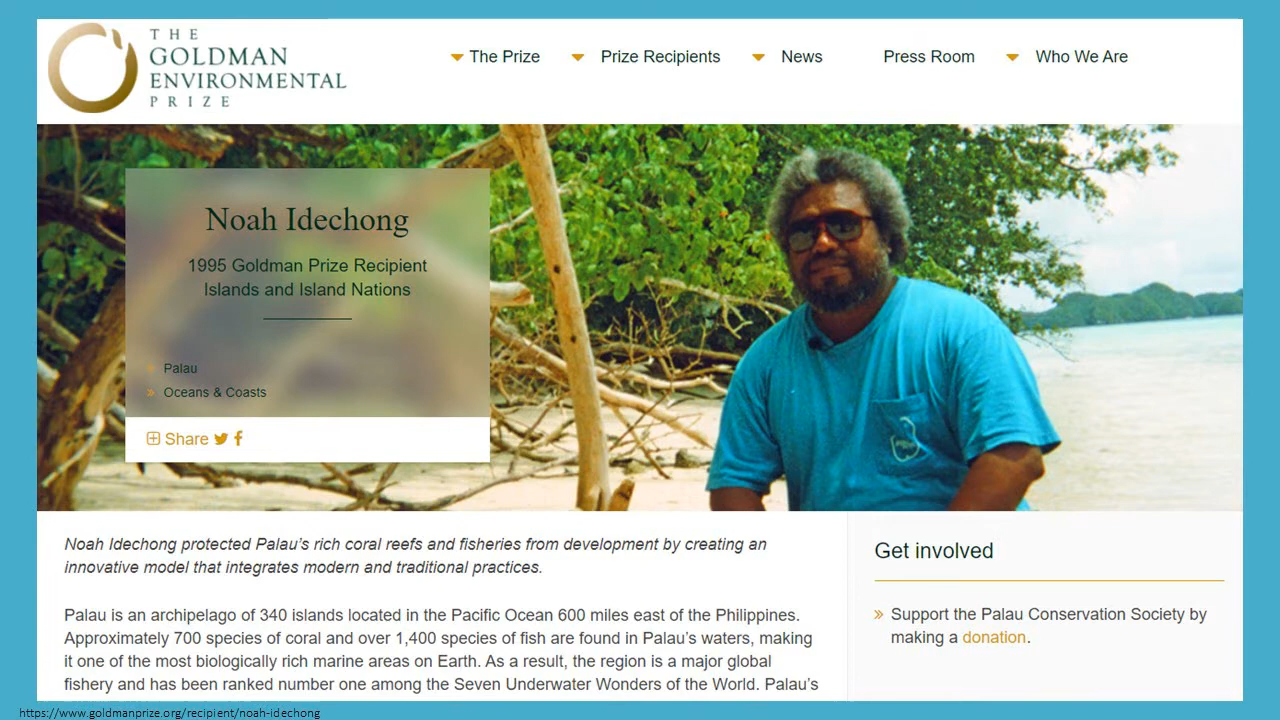 THE
GOLDMAN
ENVIRONMENTAL
PRIZE
The Prize
Prize Recipients
News
Press Room
Who We Are
Noah Idechong
1995 Goldman Prize Recipient
Islands and Island Nations
» Palau
» Oceans & Coasts
Share
Noah Idechong protected Palau’s rich coral reefs and fisheries from development by creating an
innovative model that integrates modern and traditional practices.
Palau is an archipelago of 340 islands located in the Pacific Ocean 600 miles east of the Philippines.
Approximately 700 species of coral and over 1,400 species of fish are found in Palau’s waters, making
it one of the most biologically rich marine areas on Earth. As a result, the region is a major global
fishery and has been ranked number one among the Seven Underwater Wonders of the World. Palau’s
Get involved
» Support the Palau Conservation Society by
making a donation.
https://www.goldmanprize.org/recipient/noah-idechong